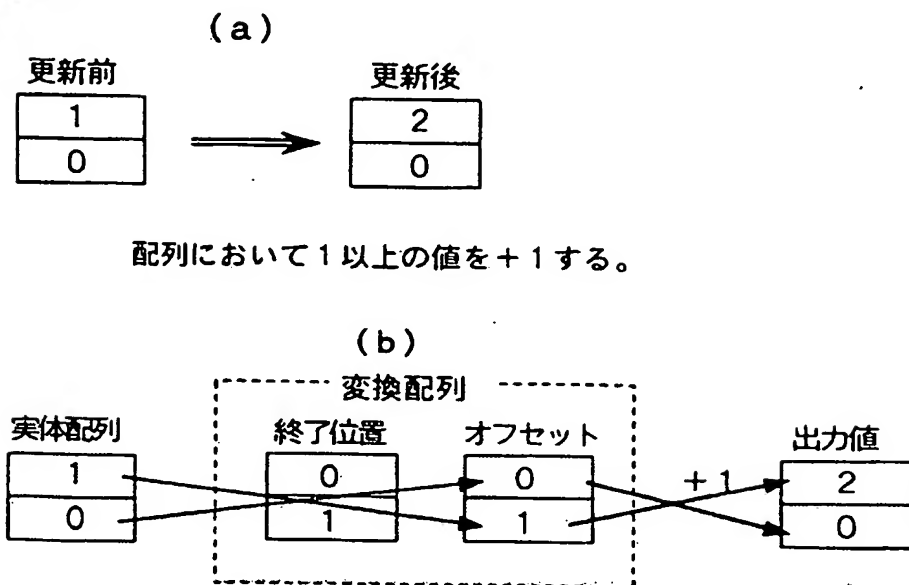 (a)
更新前
更新後
1
2
0
0
配列において1以上の値を+1する。
(b)
変換配列
実体配列
終了位置
オフセット
出力値
1
0
0
+1
2
0
1
1
0